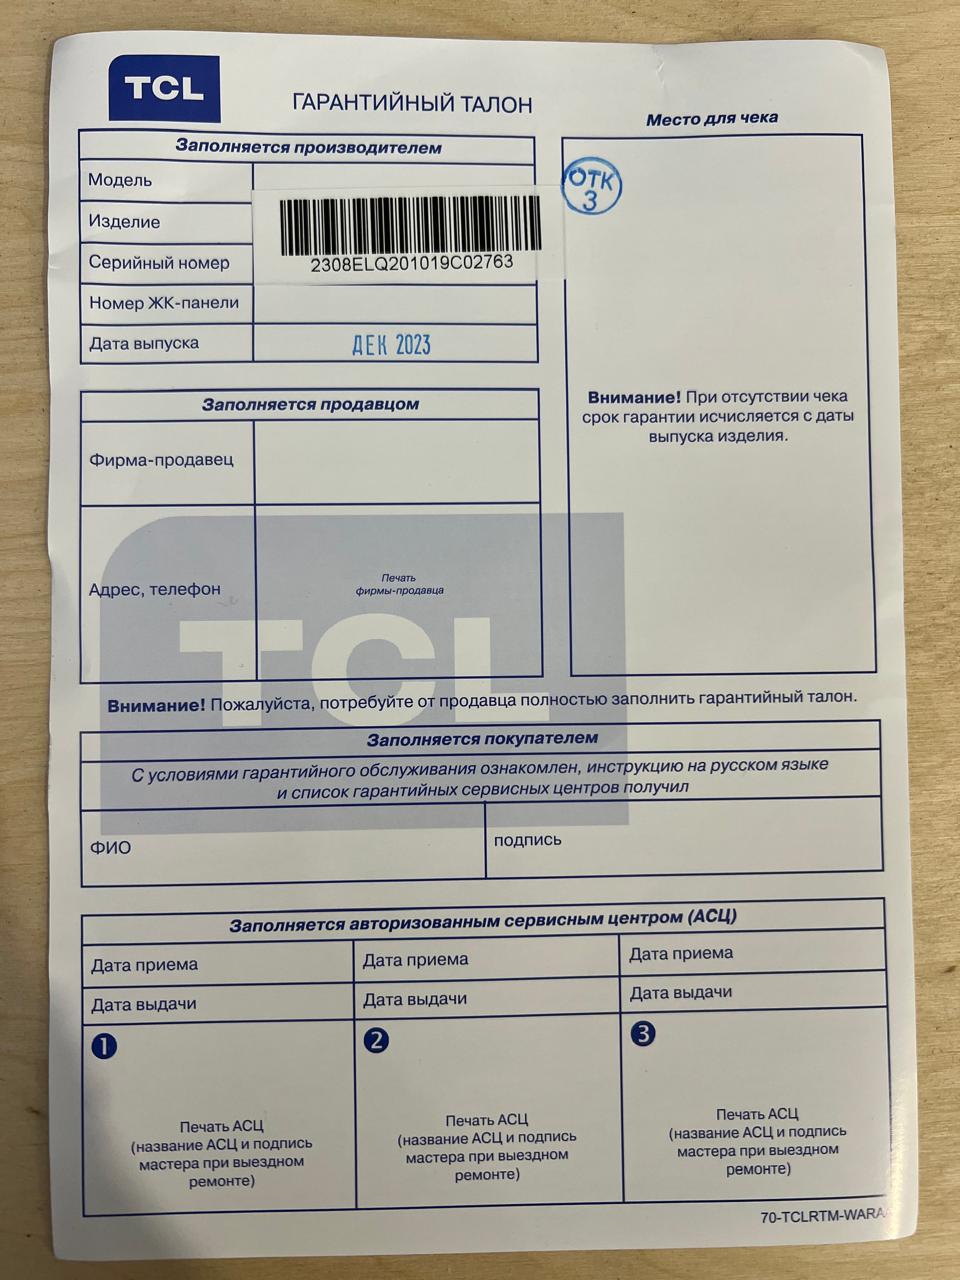 TCL
ГАРАНТИЙНЫЙ ТАЛОН
Место для чека
Заполняется производителем
Модель
Изделие
Серийный номер
2308ELQ201019C02763
Номер ЖК-панели
Дата выпуска
ДЕК 2023
ОТК
3
Внимание! При отсутствии чека
срок гарантии исчисляется с даты
выпуска изделия.
Заполняется продавцом
Фирма-продавец
Адрес, телефон
Печать
фирмы-продавца
TCL
Внимание! Пожалуйста, потребуйте от продавца полностью заполнить гарантийный талон.
Заполняется покупателем
С условиями гарантийного обслуживания ознакомлен, инструкцию на русском языке
и список гарантийных сервисных центров получил
ФИО
подпись
Заполняется авторизованным сервисным центром (АСЦ)
Дата приема
Дата приема
Дата приема
Дата выдачи
Дата выдачи
Дата выдачи
1
Печать АСЦ
(название АСЦ и подпись
мастера при выездном
ремонте)
2
Печать АСЦ
(название АСЦ и подпись
мастера при выездном
ремонте)
3
Печать АСЦ
(название АСЦ и подпись
мастера при выездном
ремонте)